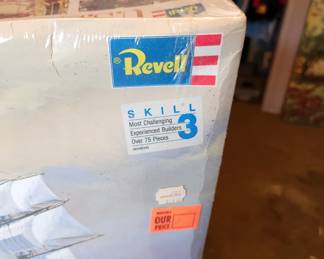 ® Revell
SKILL
Most Challenging
Experienced Builders
Over 75 Pieces
3
OUR
PRICE